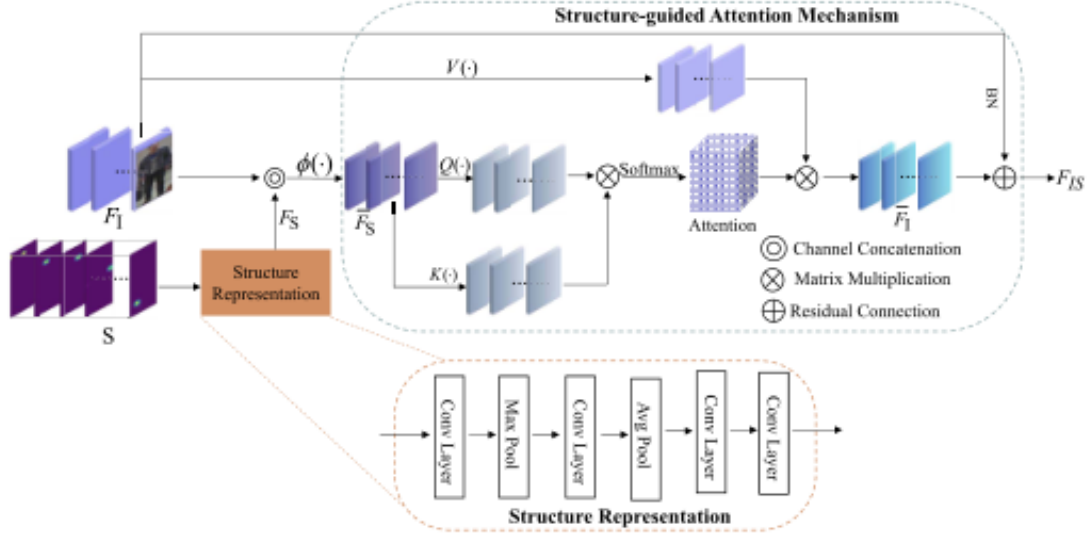 Structure-guided Attention Mechanism
V(·)
BN
F_I
ϕ(·)
F̅_S
Q(·)
Softmax
Attention
F̅_I
F_IS
F_S
K(·)
Structure
Representation
S
Channel Concatenation
Matrix Multiplication
Residual Connection
Conv Layer
Max Pool
Conv Layer
Avg Pool
Conv Layer
Conv Layer
Structure Representation